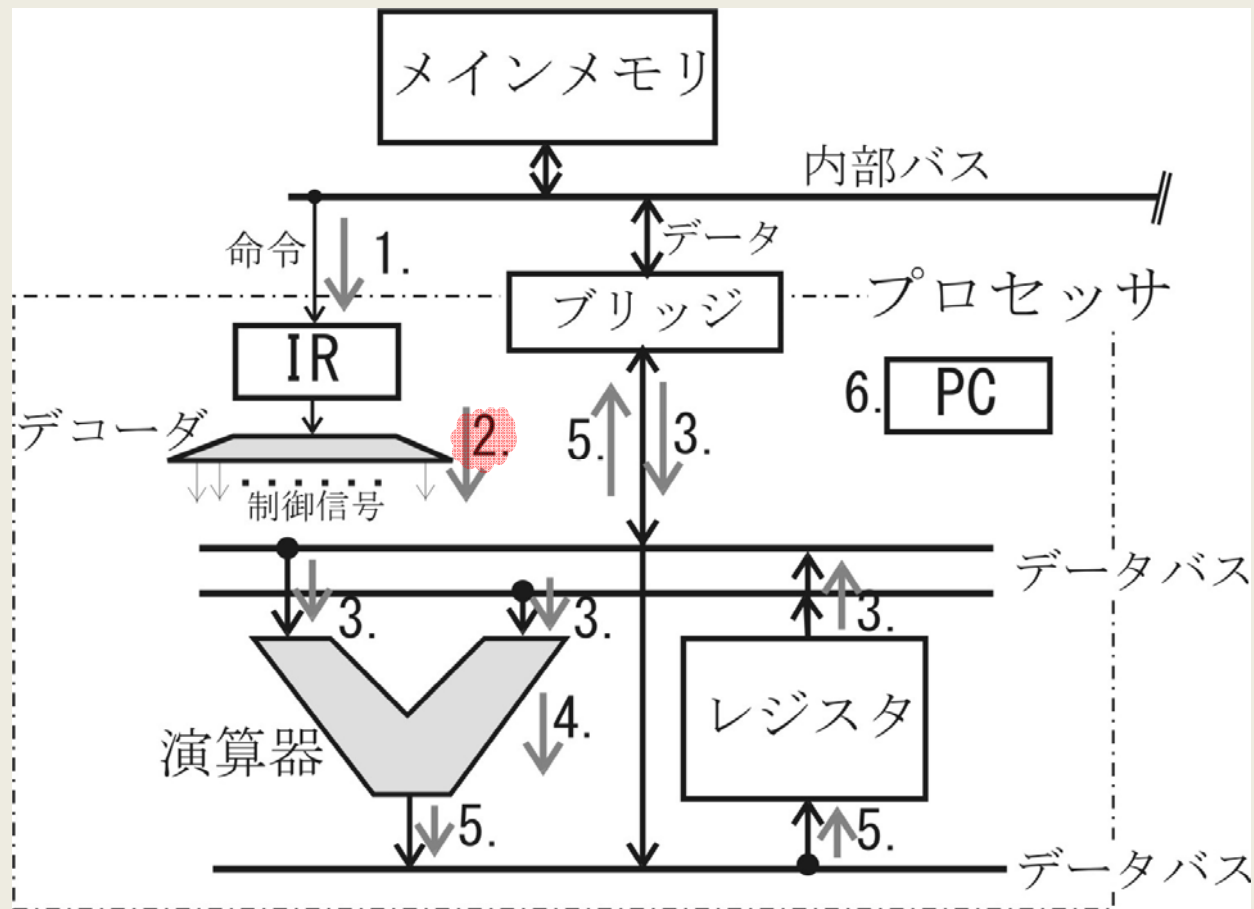 メインメモリ
内部バス
命令
1.
データ
プロセッサ
ブリッジ
IR
6.
PC
デコーダ
2.
5.
3.
制御信号
データバス
3.
3.
3.
演算器
4.
レジスタ
5.
5.
データバス